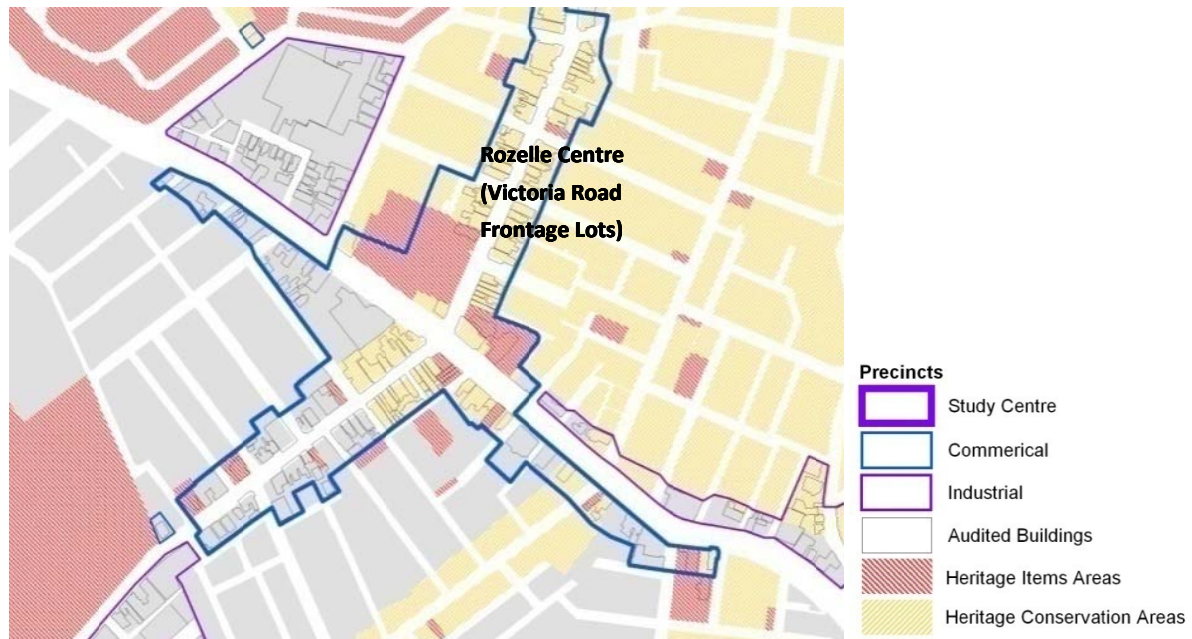 Rozelle Centre
(Victoria Road
Frontage Lots)
Precincts
Study Centre
Commerical
Industrial
Audited Buildings
Heritage Items Areas
Heritage Conservation Areas